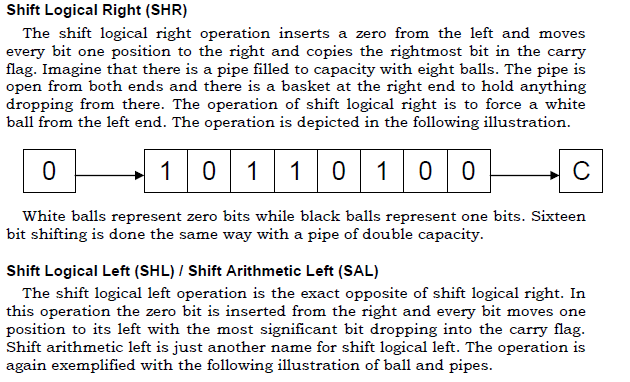 Shift Logical Right (SHR)
The shift logical right operation inserts a zero from the left and moves
every bit one position to the right and copies the rightmost bit in the carry
flag. Imagine that there is a pipe filled to capacity with eight balls. The pipe is
open from both ends and there is a basket at the right end to hold anything
dropping from there. The operation of shift logical right is to force a white
ball from the left end. The operation is depicted in the following illustration.
0 1 0 1 1 0 1 0 0 C
White balls represent zero bits while black balls represent one bits. Sixteen
bit shifting is done the same way with a pipe of double capacity.
Shift Logical Left (SHL) / Shift Arithmetic Left (SAL)
The shift logical left operation is the exact opposite of shift logical right. In
this operation the zero bit is inserted from the right and every bit moves one
position to its left with the most significant bit dropping into the carry flag.
Shift arithmetic left is just another name for shift logical left. The operation is
again exemplified with the following illustration of ball and pipes.